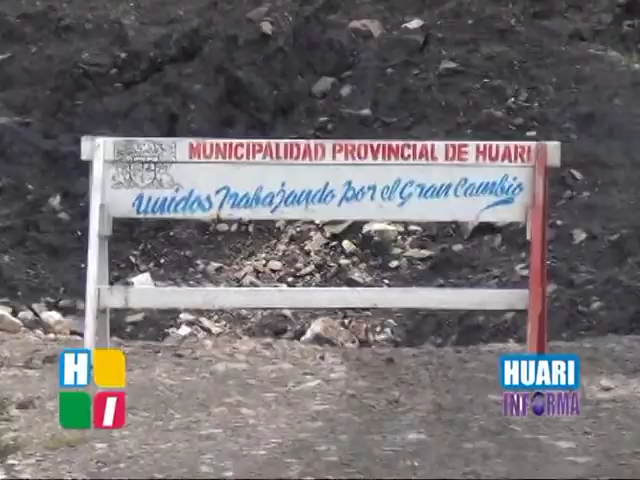 MUNICIPALIDAD PROVINCIAL DE HUARI
Unidos Trabajando por el Gran Cambio
H
I
HUARI
INFORMA